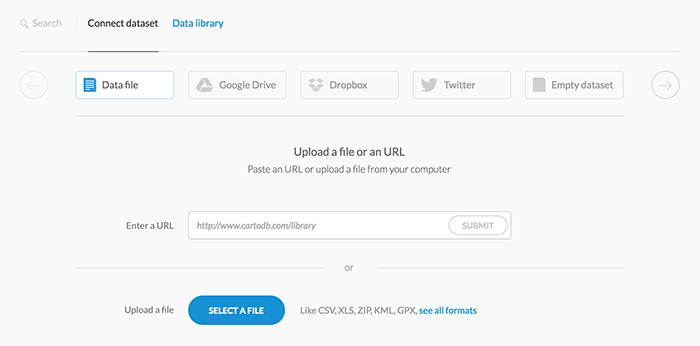 Search Connect dataset Data library
Data file Google Drive Dropbox Twitter Empty dataset
Upload a file or an URL
Paste an URL or upload a file from your computer
Enter a URL http://www.cartodb.com/library SUBMIT
or
Upload a file SELECT A FILE Like CSV, XLS, ZIP, KML, GPX, see all formats